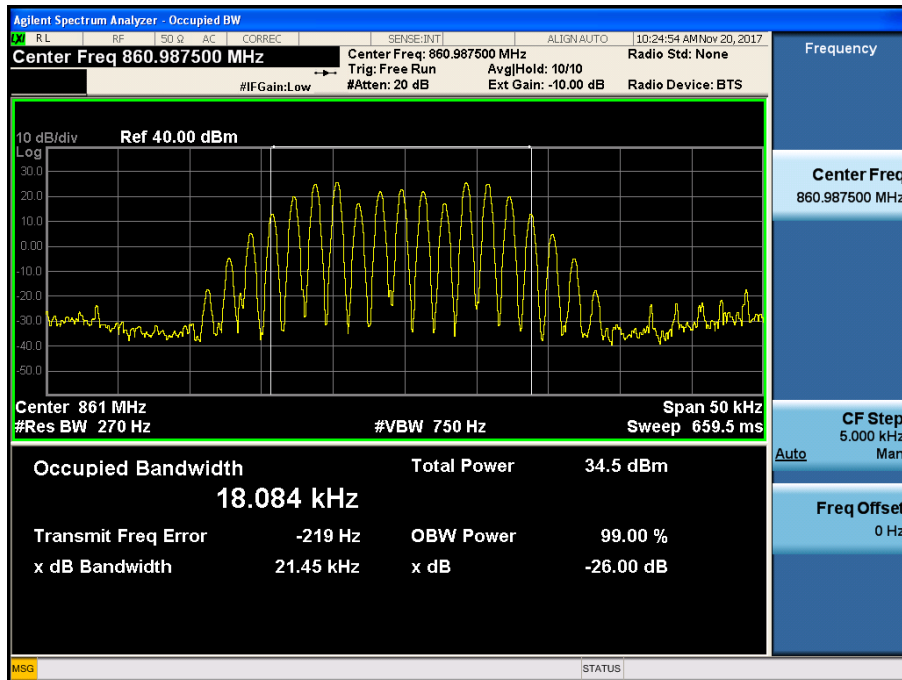 Agilent Spectrum Analyzer - Occupied BW
LXI RL RF 50 Ω AC CORREC SENSE:INT ALIGN AUTO 10:24:54 AM Nov 20, 2017
Center Freq 860.987500 MHz
Center Freq: 860.987500 MHz Radio Std: None
Trig: Free Run Avg|Hold: 10/10
#IFGain:Low #Atten: 20 dB Ext Gain: -10.00 dB Radio Device: BTS
10 dB/div Ref 40.00 dBm
Log
30.0
20.0
10.0
0.00
-10.0
-20.0
-30.0
-40.0
-50.0
Center 861 MHz Span 50 kHz
#Res BW 270 Hz #VBW 750 Hz Sweep 659.5 ms
Occupied Bandwidth Total Power 34.5 dBm
18.084 kHz
Transmit Freq Error -219 Hz OBW Power 99.00 %
x dB Bandwidth 21.45 kHz x dB -26.00 dB
MSG STATUS
Frequency
Center Freq
860.987500 MHz
CF Step
5.000 kHz
Auto Man
Freq Offset
0 Hz